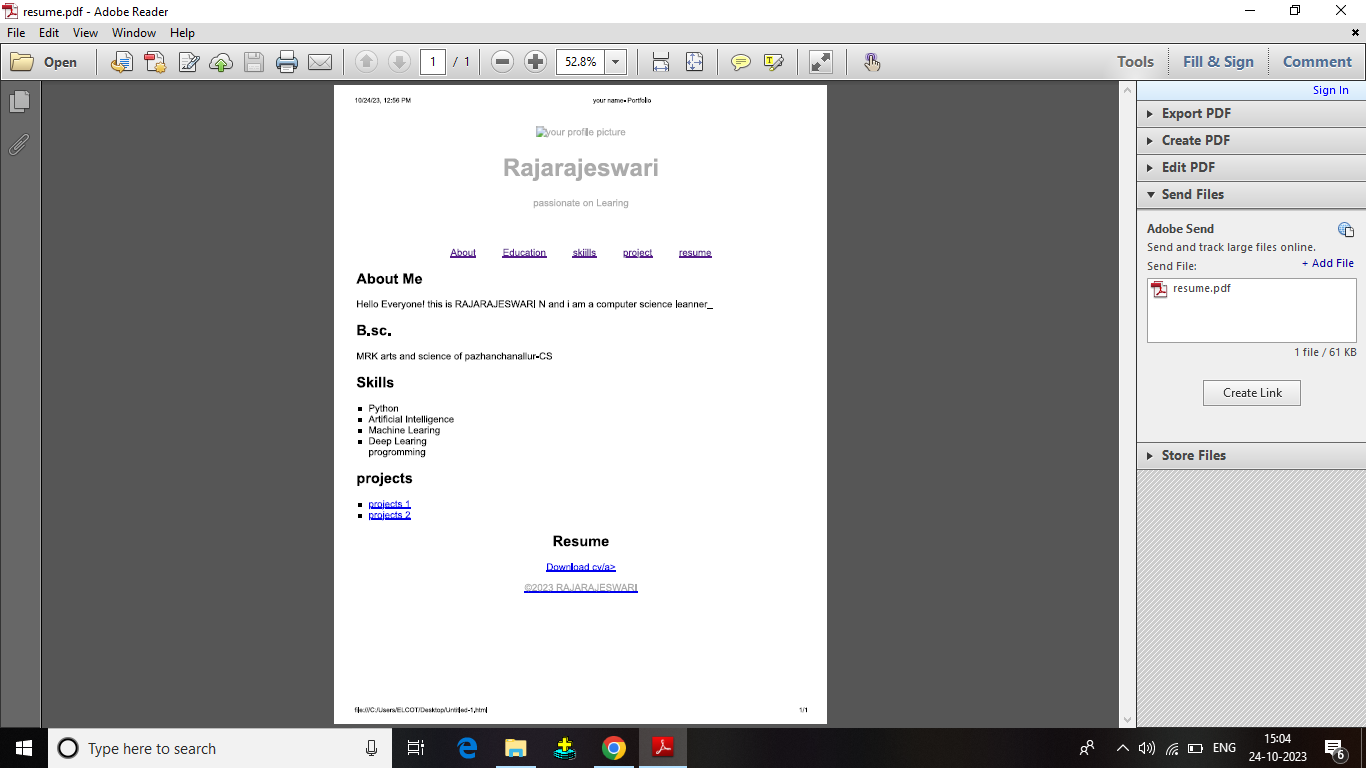 resume.pdf - Adobe Reader
File Edit View Window Help
Open 1 / 1 52.8% Tools Fill & Sign Comment
Sign In
Export PDF
Create PDF
Edit PDF
Send Files
Adobe Send
Send and track large files online.
Send File: + Add File
resume.pdf
1 file / 61 KB
Create Link
Store Files
10/24/23, 12:56 PM your name-Portfolio
your profile picture
Rajarajeswari
passionate on Learing
About Education skiills project resume
About Me
Hello Everyone! this is RAJARAJESWARI N and i am a computer science leanner_
B.sc.
MRK arts and science of pazhanchanallur-CS
Skills
Python
Artificial Intelligence
Machine Learing
Deep Learing
progromming
projects
projects 1
projects 2
Resume
Download cv/a>
©2023 RAJARAJESWARI
file:///C:/Users/ELCOT/Desktop/Untitled-1.html 1/1
Type here to search
ENG
15:04
24-10-2023
6